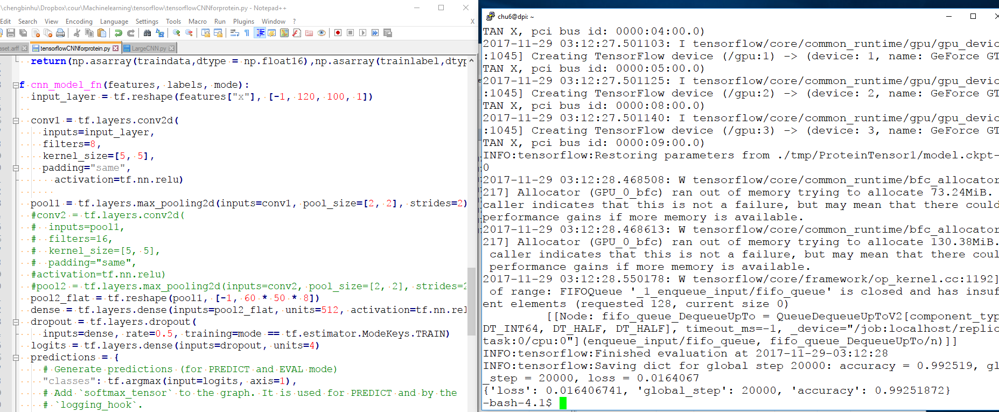 \chengbinhu\Dropbox\cour\Machinelearning\tensorflow\tensorflowCNNforprotein.py - Notepad++
Edit Search View Encoding Language Settings Tools Macro Run Plugins Window ? X
aset.arff tensorflowCNNforprotein.py LargeCNN.py
return(np.asarray(traindata,dtype = np.float16),np.asarray(trainlabel,dtyp
f cnn_model_fn(features, labels, mode):
input_layer = tf.reshape(features["x"], [-1, 120, 100, 1])
conv1 = tf.layers.conv2d(
inputs=input_layer,
filters=8,
kernel_size=[5, 5],
padding="same",
activation=tf.nn.relu)
pool1 = tf.layers.max_pooling2d(inputs=conv1, pool_size=[2, 2], strides=2)
#conv2 = tf.layers.conv2d(
# inputs=pool1,
# filters=16,
# kernel_size=[5, 5],
# padding="same",
#activation=tf.nn.relu)
#pool2 = tf.layers.max_pooling2d(inputs=conv2, pool_size=[2, 2], strides=2
pool2_flat = tf.reshape(pool1, [-1, 60 * 50 * 8])
dense = tf.layers.dense(inputs=pool2_flat, units=512, activation=tf.nn.rel
dropout = tf.layers.dropout(
inputs=dense, rate=0.5, training=mode == tf.estimator.ModeKeys.TRAIN)
logits = tf.layers.dense(inputs=dropout, units=4)
predictions = {
# Generate predictions (for PREDICT and EVAL mode)
"classes": tf.argmax(input=logits, axis=1),
# Add `softmax_tensor` to the graph. It is used for PREDICT and by the
# `logging_hook`.
chu6@dpi: ~
TAN X, pci bus id: 0000:04:00.0)
2017-11-29 03:12:27.501103: I tensorflow/core/common_runtime/gpu/gpu_devic
:1045] Creating TensorFlow device (/gpu:1) -> (device: 1, name: GeForce GT
TAN X, pci bus id: 0000:05:00.0)
2017-11-29 03:12:27.501125: I tensorflow/core/common_runtime/gpu/gpu_devic
:1045] Creating TensorFlow device (/gpu:2) -> (device: 2, name: GeForce GT
TAN X, pci bus id: 0000:08:00.0)
2017-11-29 03:12:27.501140: I tensorflow/core/common_runtime/gpu/gpu_devic
:1045] Creating TensorFlow device (/gpu:3) -> (device: 3, name: GeForce GT
TAN X, pci bus id: 0000:09:00.0)
INFO:tensorflow:Restoring parameters from ./tmp/ProteinTensor1/model.ckpt-
0
2017-11-29 03:12:28.468508: W tensorflow/core/common_runtime/bfc_allocator
217] Allocator (GPU_0_bfc) ran out of memory trying to allocate 73.24MiB.
caller indicates that this is not a failure, but may mean that there could
performance gains if more memory is available.
2017-11-29 03:12:28.468613: W tensorflow/core/common_runtime/bfc_allocator
217] Allocator (GPU_0_bfc) ran out of memory trying to allocate 130.38MiB.
caller indicates that this is not a failure, but may mean that there coul
performance gains if more memory is available.
2017-11-29 03:12:28.550178: W tensorflow/core/framework/op_kernel.cc:1192]
of range: FIFOQueue '_1_enqueue_input/fifo_queue' is closed and has insuf
ent elements (requested 128, current size 0)
[[Node: fifo_queue_DequeueUpTo = QueueDequeueUpToV2[component_typ
DT_INT64, DT_HALF, DT_HALF], timeout_ms=-1, _device="/job:localhost/replic
task:0/cpu:0"](enqueue_input/fifo_queue, fifo_queue_DequeueUpTo/n)]]
INFO:tensorflow:Finished evaluation at 2017-11-29-03:12:28
INFO:tensorflow:Saving dict for global step 20000: accuracy = 0.992519, gl
_step = 20000, loss = 0.0164067
{'loss': 0.016406741, 'global_step': 20000, 'accuracy': 0.99251872}
-bash-4.1$